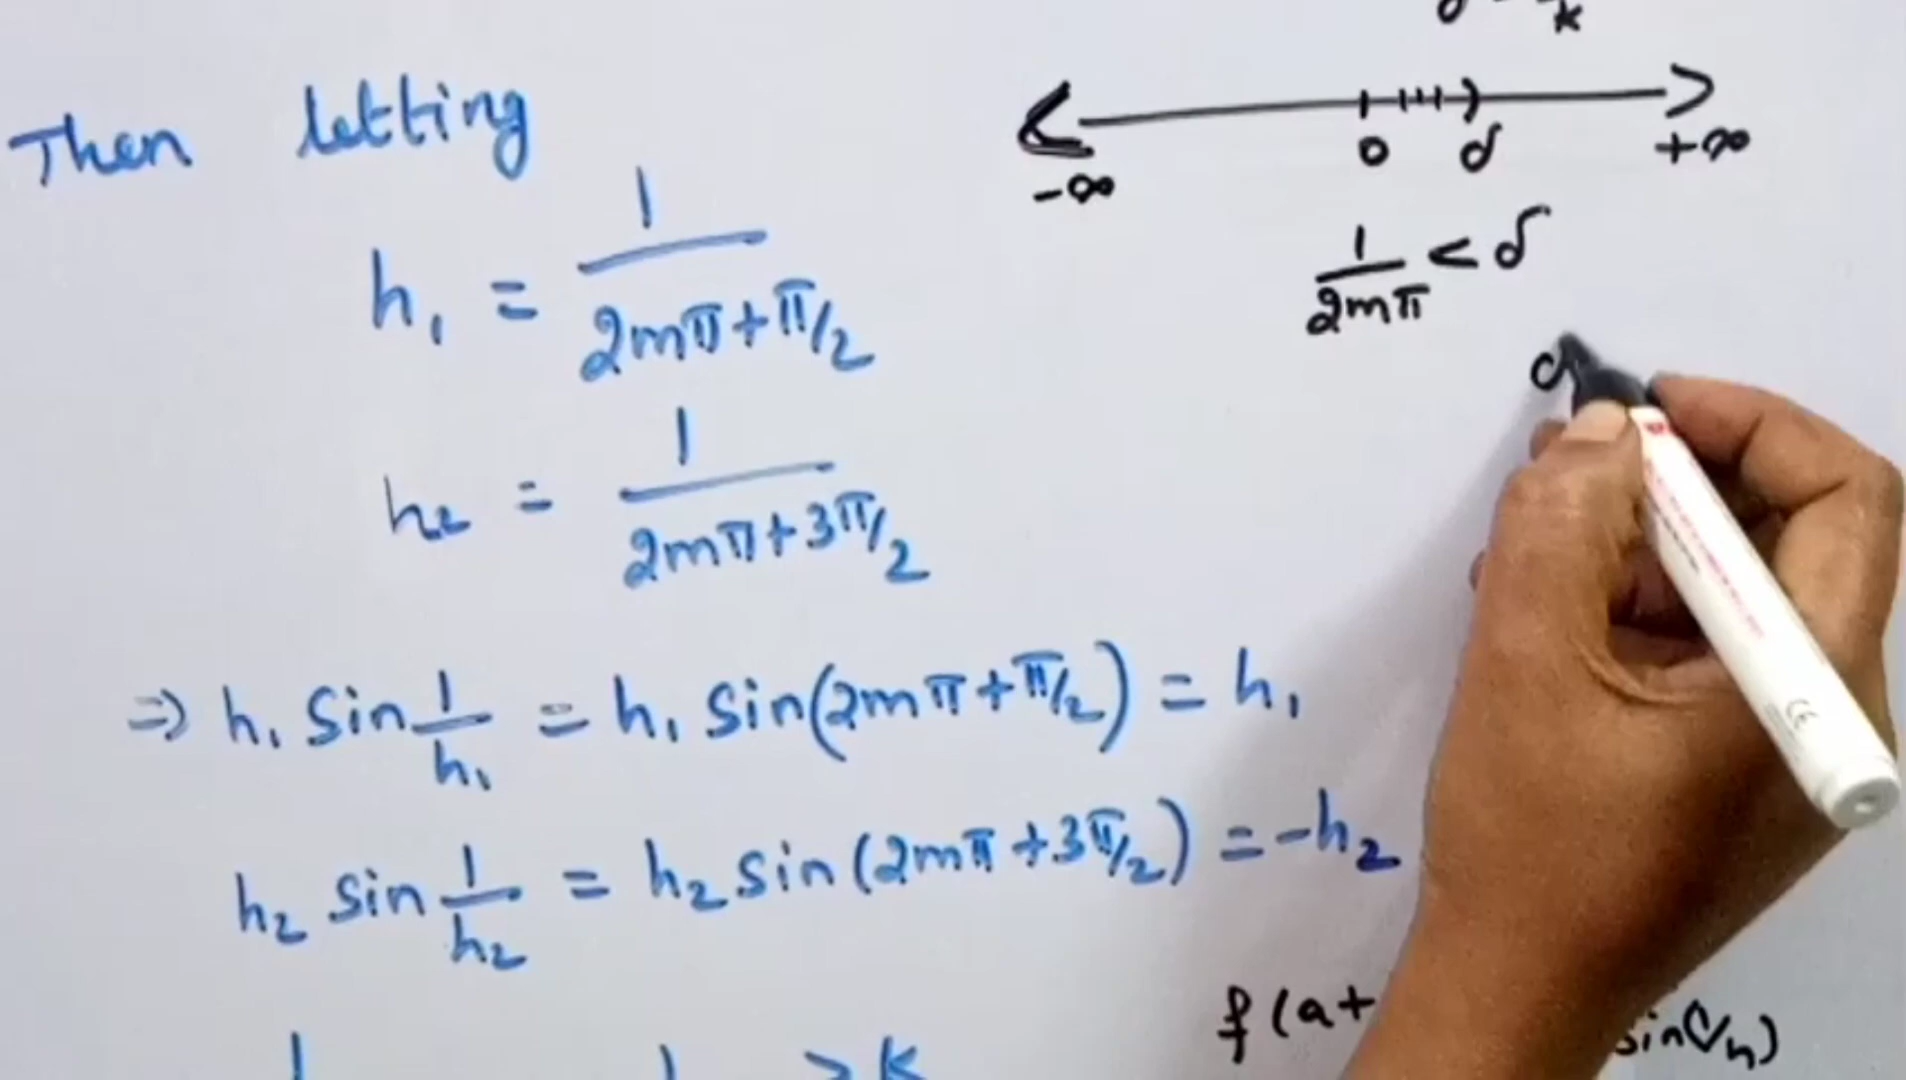 Then letting
h₁ = 1/(2mπ + π/2)
h₂ = 1/(2mπ + 3π/2)
⇒ h₁ sin 1/h₁ = h₁ sin(2mπ + π/2) = h₁
h₂ sin 1/h₂ = h₂ sin(2mπ + 3π/2) = -h₂
k
-∞ 0 δ +∞
1/2mπ < δ
f(a+
sin(1/h)